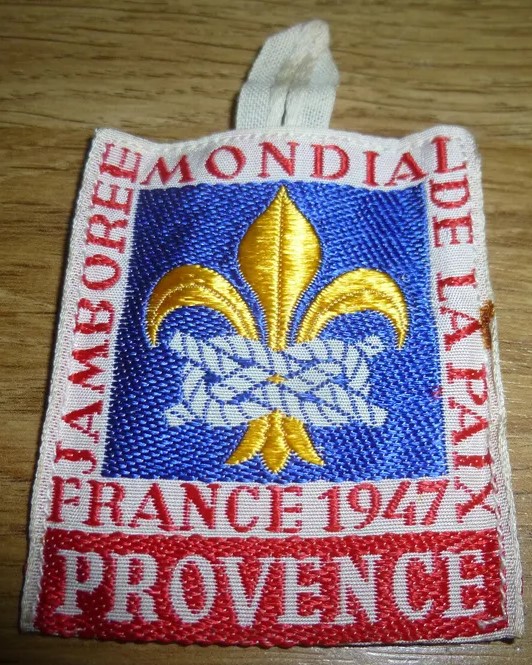 JAMBOREE
MONDIAL
DE LA PAIX
FRANCE 1947
PROVENCE